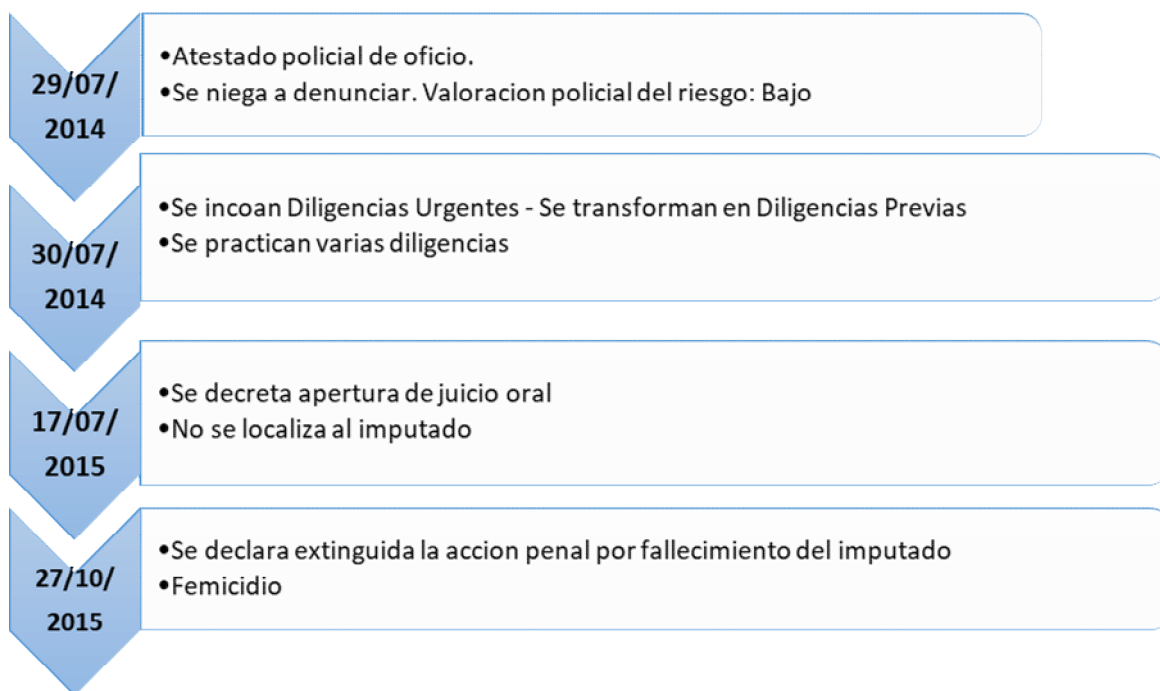 29/07/
2014
•Atestado policial de oficio.
•Se niega a denunciar. Valoracion policial del riesgo: Bajo
30/07/
2014
•Se incoan Diligencias Urgentes - Se transforman en Diligencias Previas
•Se practican varias diligencias
17/07/
2015
•Se decreta apertura de juicio oral
•No se localiza al imputado
27/10/
2015
•Se declara extinguida la accion penal por fallecimiento del imputado
•Femicidio